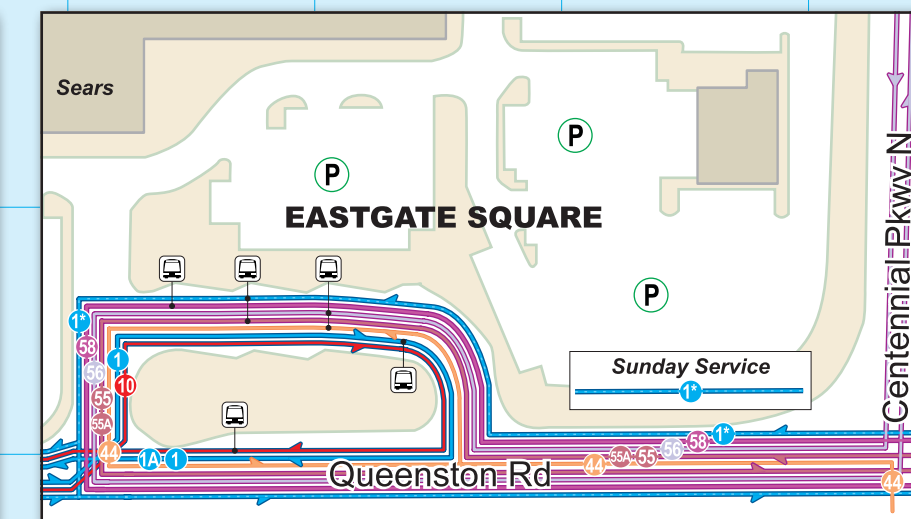 Sears
P
P
EASTGATE SQUARE
P
Sunday Service
1*
Centennial Pkwy N
1*
58
56
55
55A
44
1
10
1A
1
Queenston Rd
44
55A
55
56
58
1*
44